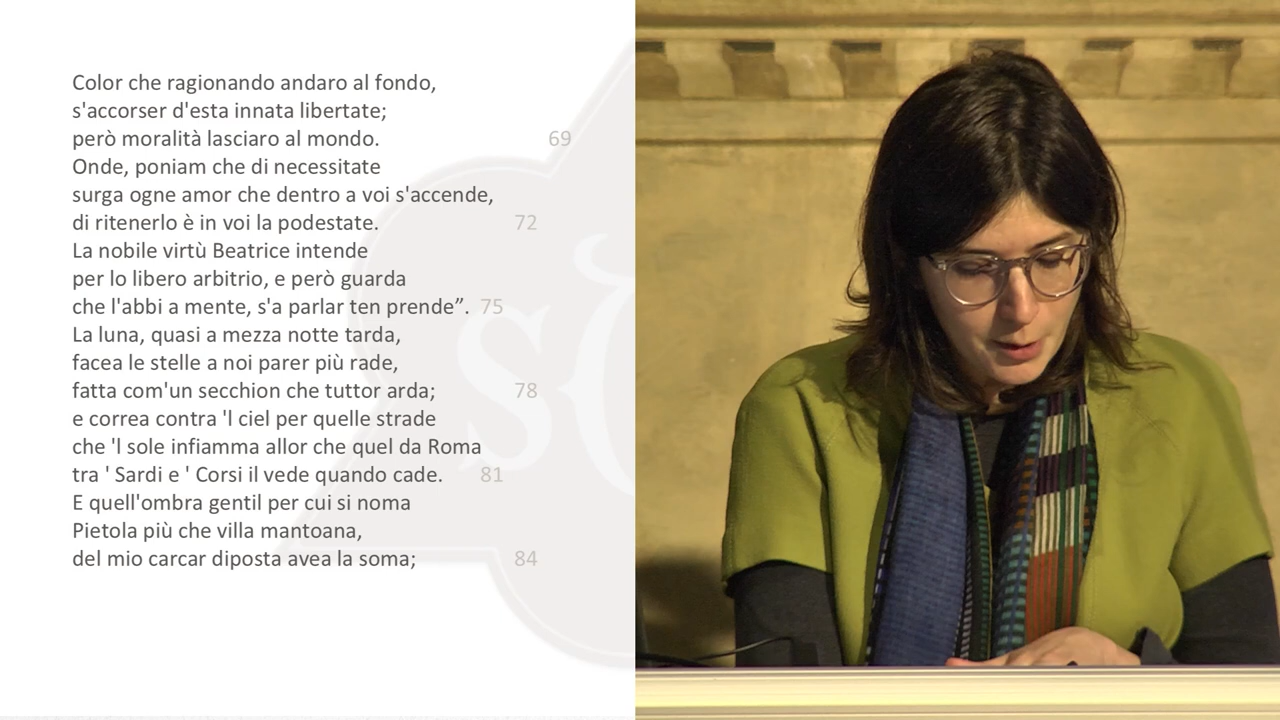 Color che ragionando andaro al fondo,
s'accorser d'esta innata libertate;
però moralità lasciaro al mondo. 69
Onde, poniam che di necessitate
surga ogne amor che dentro a voi s'accende,
di ritenerlo è in voi la podestate. 72
La nobile virtù Beatrice intende
per lo libero arbitrio, e però guarda
che l'abbi a mente, s'a parlar ten prende”. 75
La luna, quasi a mezza notte tarda,
facea le stelle a noi parer più rade,
fatta com'un secchion che tuttor arda; 78
e correa contra 'l ciel per quelle strade
che 'l sole infiamma allor che quel da Roma
tra ' Sardi e ' Corsi il vede quando cade. 81
E quell'ombra gentil per cui si noma
Pietola più che villa mantoana,
del mio carcar diposta avea la soma; 84